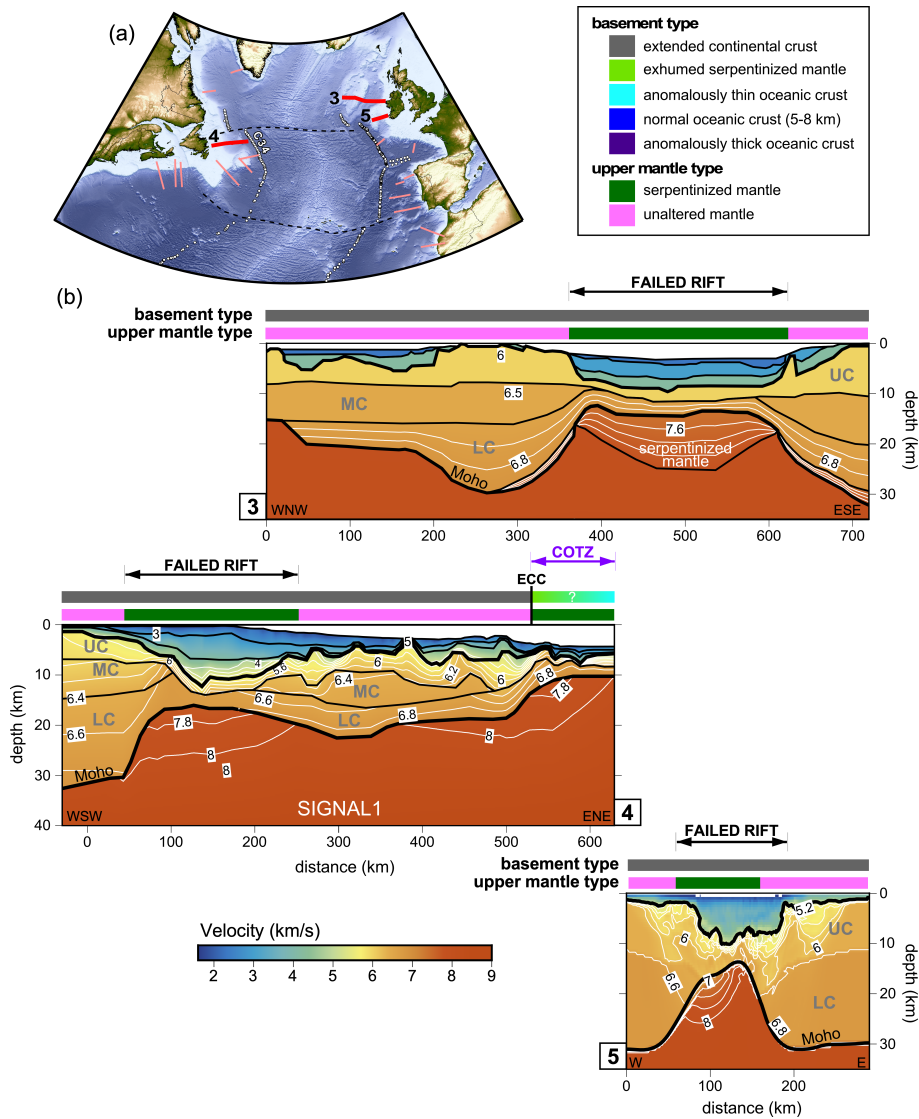 (a)
3
5
4
C34
basement type
extended continental crust
exhumed serpentinized mantle
anomalously thin oceanic crust
normal oceanic crust (5-8 km)
anomalously thick oceanic crust
upper mantle type
serpentinized mantle
unaltered mantle
(b)
FAILED RIFT
basement type
upper mantle type
0
6
UC
6.5
10
MC
7.6
LC
serpentinized
mantle
20
6.8
6.8
Moho
30
depth (km)
3
WNW
ESE
0 100 200 300 400 500 600 700
COTZ
FAILED RIFT
ECC
?
0
3
5
UC
6
4
5.6
6
6.2
6
6.8
10
MC
6.4
6.4
MC
7.8
6.6
LC
20
6.6
7.8
LC
6.8
8
8
8
Moho
30
SIGNAL1
4
WSW
ENE
40
depth (km)
0 100 200 300 400 500 600
distance (km)
FAILED RIFT
basement type
upper mantle type
0
5.2
UC
6
6
10
6.6
7
20
8
LC
6.8
Moho
30
depth (km)
5
W
E
0 100 200
distance (km)
Velocity (km/s)
2 3 4 5 6 7 8 9